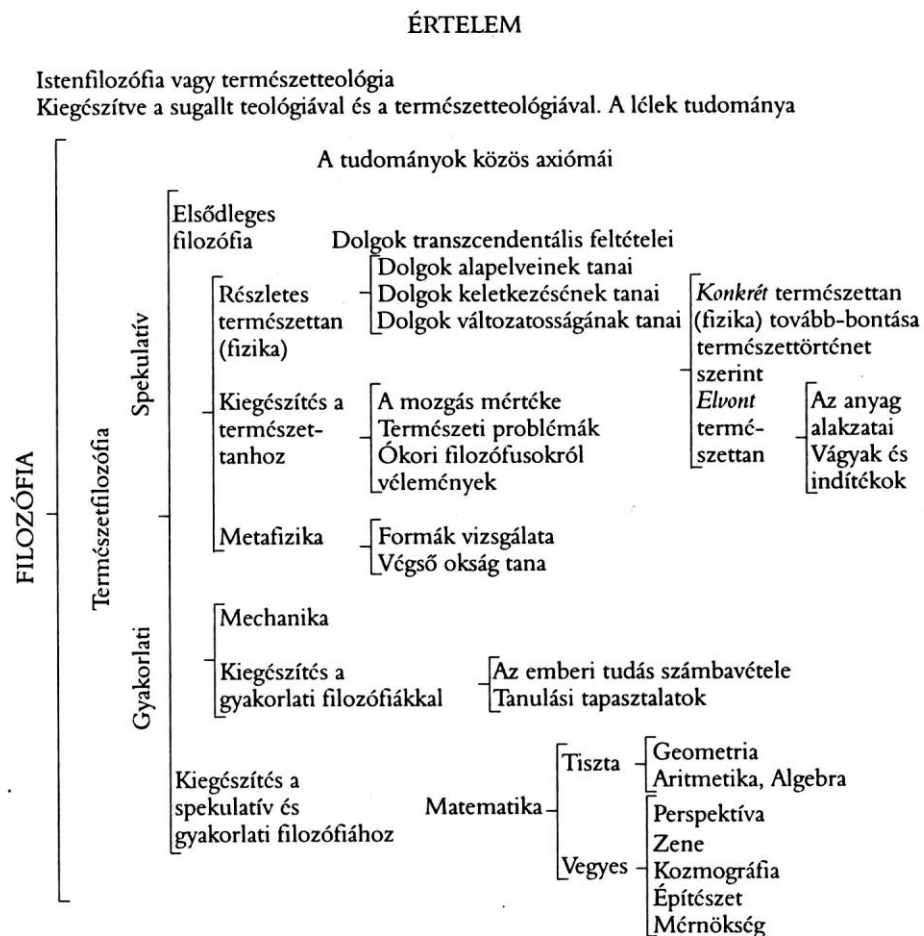 ÉRTELEM
Istenfilozófia vagy természetteológia
Kiegészítve a sugallt teológiával és a természetteológiával. A lélek tudománya
FILOZÓFIA
Természetfilozófia
A tudományok közös axiómái
Spekulatív
Elsődleges
filozófia
Dolgok transzcendentális feltételei
Részletes
természettan
(fizika)
Dolgok alapelveinek tanai
Dolgok keletkezésének tanai
Dolgok változatosságának tanai
Konkrét természettan
(fizika) tovább-bontása
természettörténet
szerint
Elvont
termé-
szettan
Az anyag
alakzatai
Vágyak és
indítékok
Kiegészítés a
természet-
tanhoz
A mozgás mértéke
Természeti problémák
Ókori filozófusokról
vélemények
Metafizika
Formák vizsgálata
Végső okság tana
Gyakorlati
Mechanika
Kiegészítés a
gyakorlati filozófiákkal
Az emberi tudás számbavétele
Tanulási tapasztalatok
Kiegészítés a
spekulatív és
gyakorlati filozófiához
Matematika
Tiszta
Geometria
Aritmetika, Algebra
Vegyes
Perspektíva
Zene
Kozmográfia
Építészet
Mérnökség